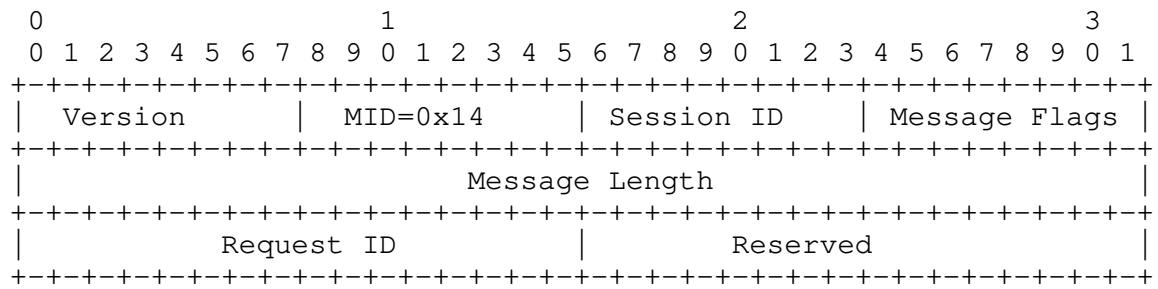 0                   1                   2                   3
 0 1 2 3 4 5 6 7 8 9 0 1 2 3 4 5 6 7 8 9 0 1 2 3 4 5 6 7 8 9 0 1
+-+-+-+-+-+-+-+-+-+-+-+-+-+-+-+-+-+-+-+-+-+-+-+-+-+-+-+-+-+-+-+-+
|  Version      |  MID=0x14     | Session ID    | Message Flags |
+-+-+-+-+-+-+-+-+-+-+-+-+-+-+-+-+-+-+-+-+-+-+-+-+-+-+-+-+-+-+-+-+
|                         Message Length                        |
+-+-+-+-+-+-+-+-+-+-+-+-+-+-+-+-+-+-+-+-+-+-+-+-+-+-+-+-+-+-+-+-+
|           Request ID          |        Reserved               |
+-+-+-+-+-+-+-+-+-+-+-+-+-+-+-+-+-+-+-+-+-+-+-+-+-+-+-+-+-+-+-+-+